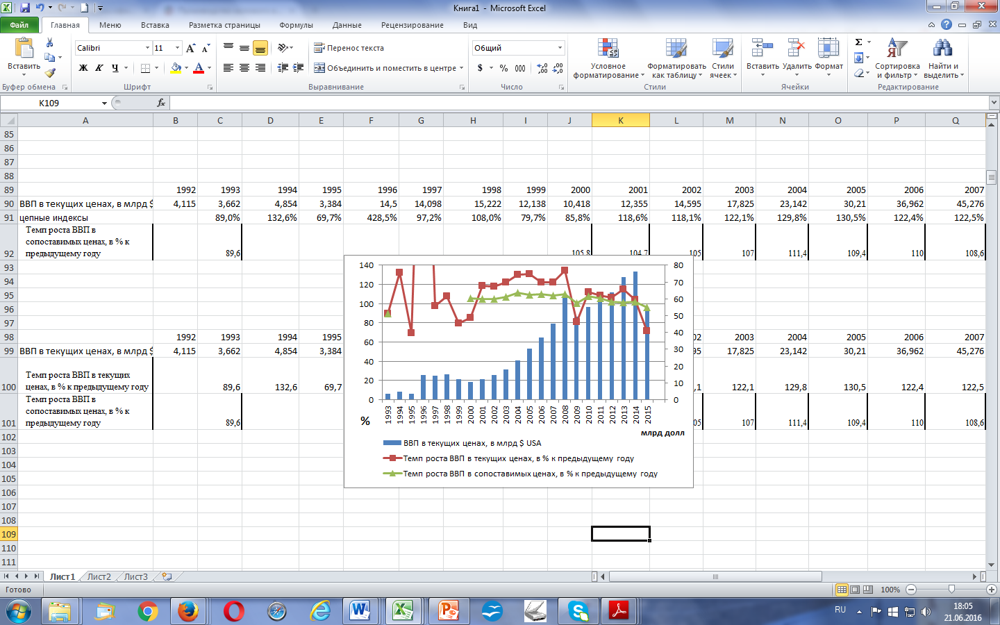 Книга1 - Microsoft Excel
Файл Главная Меню Вставка Разметка страницы Формулы Данные Рецензирование Вид
Calibri 11 Перенос текста Общий
Вставить Ж К Ч Объединить и поместить в центре $ % 000 Условное форматирование Форматировать как таблицу Стили ячеек Вставить Удалить Формат Сортировка и фильтр Найти и выделить
Буфер обмена Шрифт Выравнивание Число Стили Ячейки Редактирование
K109 fx
A B C D E F G H I J K L M N O P Q
85
86
87
88
89 1992 1993 1994 1995 1996 1997 1998 1999 2000 2001 2002 2003 2004 2005 2006 2007
90 ВВП в текущих ценах, в млрд $ 4,115 3,662 4,854 3,384 14,5 14,098 15,222 12,138 10,418 12,355 14,595 17,825 23,142 30,21 36,962 45,276
91 цепные индексы 89,0% 132,6% 69,7% 428,5% 97,2% 108,0% 79,7% 85,8% 118,6% 118,1% 122,1% 129,8% 130,5% 122,4% 122,5%
Темп роста ВВП в
сопоставимых ценах, в % к
92 предыдущему году 89,6 105,8 104,7 105 107 111,4 109,4 110 108,6
93
94
95
96
97
98 1992 1993 1994 1995 02 2003 2004 2005 2006 2007
99 ВВП в текущих ценах, в млрд $ 4,115 3,662 4,854 3,384 95 17,825 23,142 30,21 36,962 45,276
Темп роста ВВП в текущих
100 ценах, в % к предыдущему году 89,6 132,6 69,7 ,1 122,1 129,8 130,5 122,4 122,5
Темп роста ВВП в
сопоставимых ценах, в % к
101 предыдущему году 89,6 05 107 111,4 109,4 110 108,6
102
103
104
105
106
107
108
109
110
111
140 80
120 70
100 60
80 50
60 40
40 30
20 20
0 10
0
1993 1994 1995 1996 1997 1998 1999 2000 2001 2002 2003 2004 2005 2006 2007 2008 2009 2010 2011 2012 2013 2014 2015
%
млрд долл
ВВП в текущих ценах, в млрд $ USA
Темп роста ВВП в текущих ценах, в % к предыдущему году
Темп роста ВВП в сопоставимых ценах, в % к предыдущему году
Лист1 Лист2 Лист3
Готово 100%
RU 18:05
21.06.2016